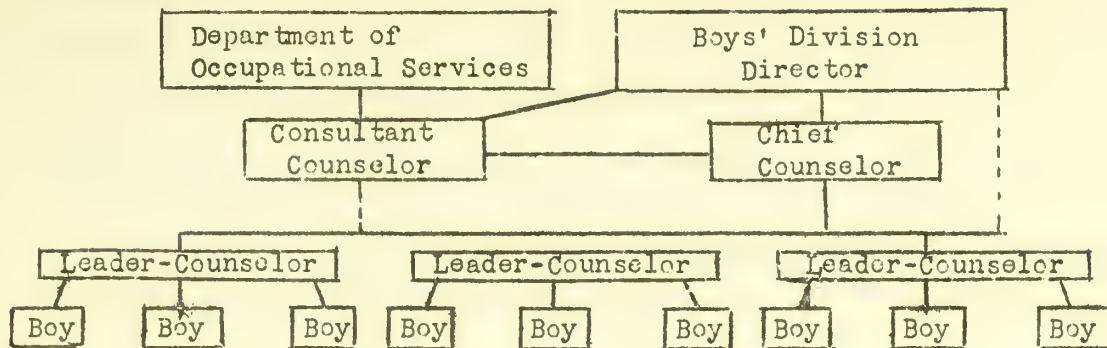 Department of
Occupational Services
Boys' Division
Director
Consultant
Counselor
Chief
Counselor
Leader-Counselor
Leader-Counselor
Leader-Counselor
Boy
Boy
Boy
Boy
Boy
Boy
Boy
Boy
Boy